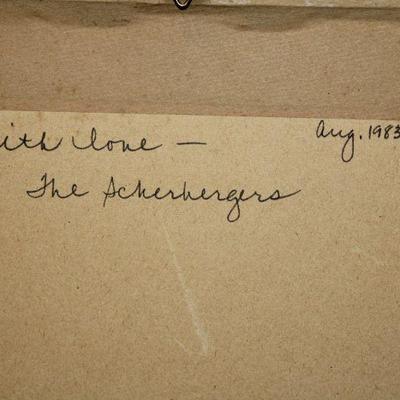 ith love —
Aug. 1983
The Ackerbergers